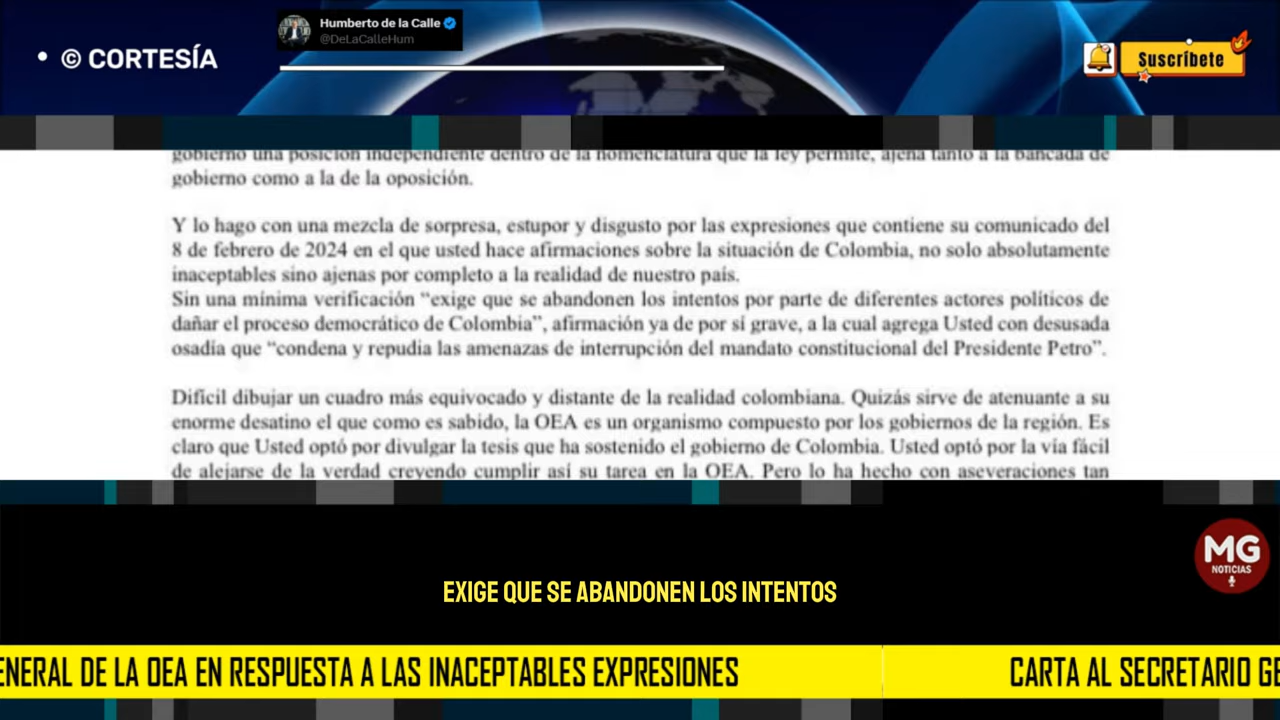 Humberto de la Calle
@DeLaCalleHum
• © CORTESÍA
Suscríbete
gobierno una posición independiente dentro de la nomenclatura que la ley permite, ajena tanto a la bancada de
gobierno como a la de la oposición.
Y lo hago con una mezcla de sorpresa, estupor y disgusto por las expresiones que contiene su comunicado del
8 de febrero de 2024 en el que usted hace afirmaciones sobre la situación de Colombia, no solo absolutamente
inaceptables sino ajenas por completo a la realidad de nuestro país.
Sin una mínima verificación “exige que se abandonen los intentos por parte de diferentes actores políticos de
dañar el proceso democrático de Colombia”, afirmación ya de por sí grave, a la cual agrega Usted con desusada
osadía que “condena y repudia las amenazas de interrupción del mandato constitucional del Presidente Petro”.
Difícil dibujar un cuadro más equivocado y distante de la realidad colombiana. Quizás sirve de atenuante a su
enorme desatino el que como es sabido, la OEA es un organismo compuesto por los gobiernos de la región. Es
claro que Usted optó por divulgar la tesis que ha sostenido el gobierno de Colombia. Usted optó por la vía fácil
de alejarse de la verdad creyendo cumplir así su tarea en la OEA. Pero lo ha hecho con aseveraciones tan
MG
NOTICIAS
EXIGE QUE SE ABANDONEN LOS INTENTOS
ENERAL DE LA OEA EN RESPUESTA A LAS INACEPTABLES EXPRESIONES
CARTA AL SECRETARIO GE